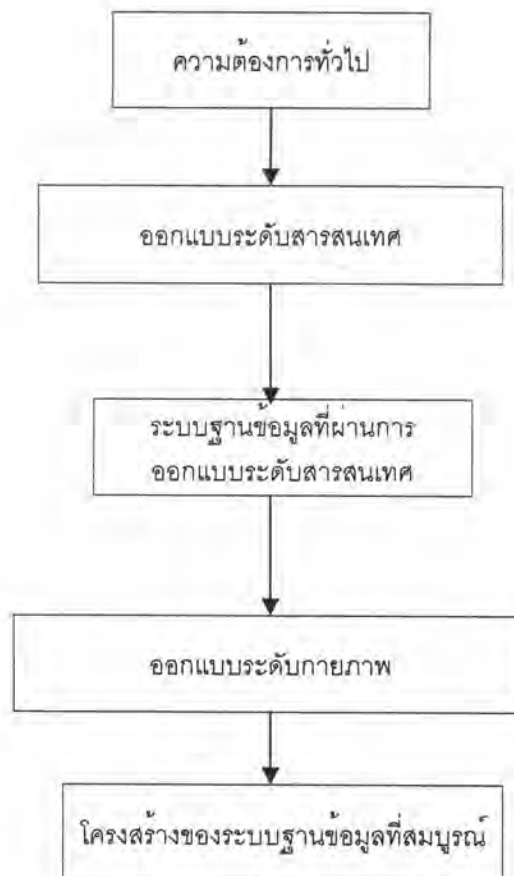 ความต้องการทั่วไป
ออกแบบระดับสารสนเทศ
ระบบฐานข้อมูลที่ผ่านการ
ออกแบบระดับสารสนเทศ
ออกแบบระดับกายภาพ
โครงสร้างของระบบฐานข้อมูลที่สมบูรณ์